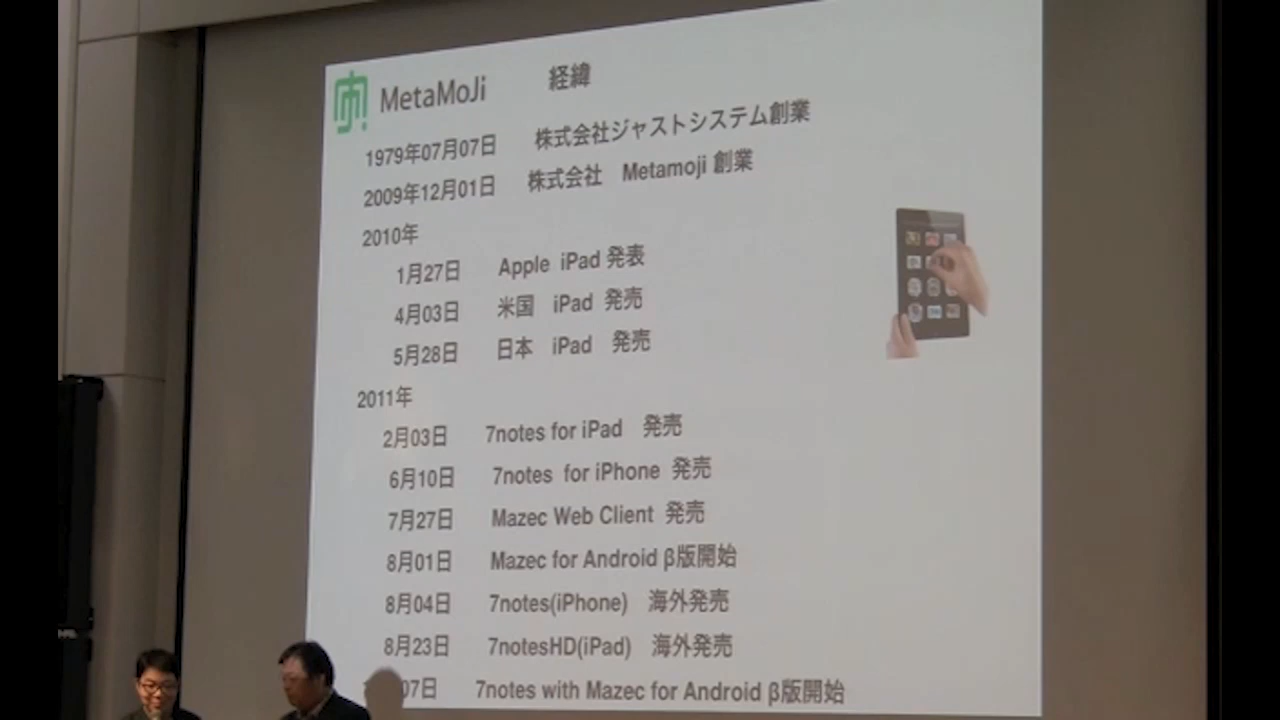 MetaMoJi 経緯
1979年07月07日 株式会社ジャストシステム創業
2009年12月01日 株式会社 Metamoji 創業
2010年
1月27日 Apple iPad 発表
4月03日 米国 iPad 発売
5月28日 日本 iPad 発売
2011年
2月03日 7notes for iPad 発売
6月10日 7notes for iPhone 発売
7月27日 Mazec Web Client 発売
8月01日 Mazec for Android β版開始
8月04日 7notes(iPhone) 海外発売
8月23日 7notesHD(iPad) 海外発売
07日 7notes with Mazec for Android β版開始